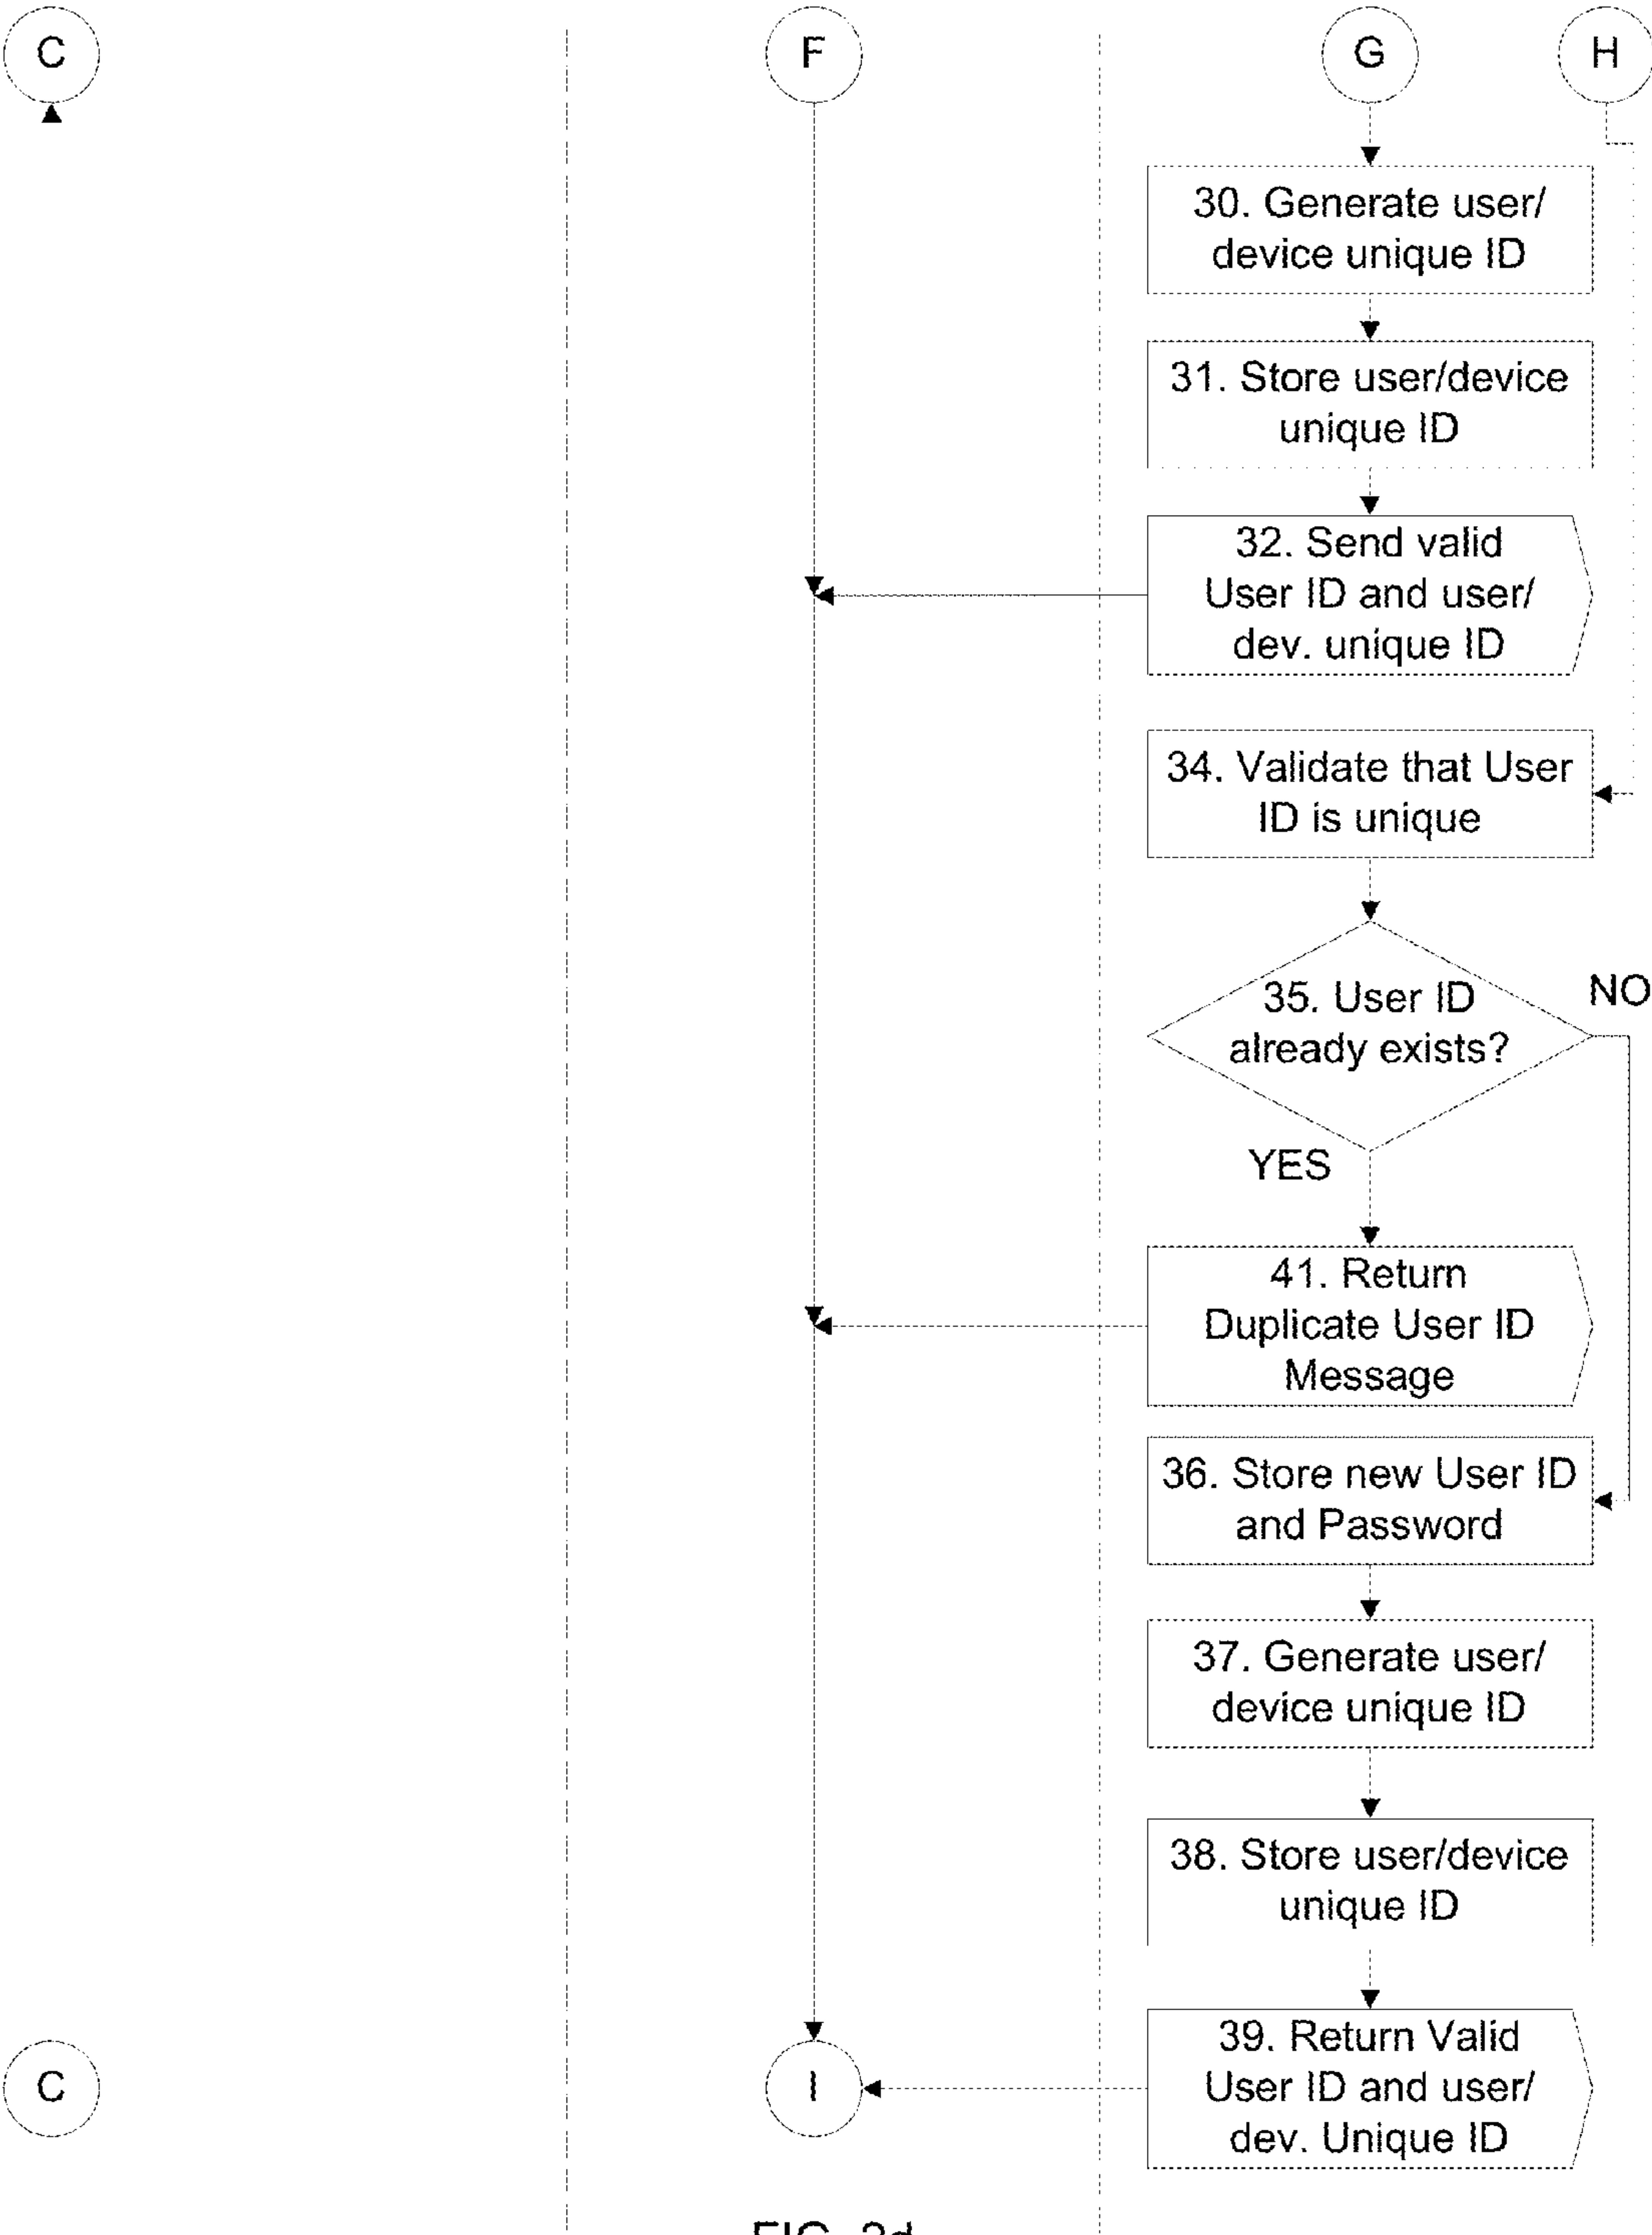 C
F
G
H
30. Generate user/
device unique ID
31. Store user/device
unique ID
32. Send valid
User ID and user/
dev. unique ID
34. Validate that User
ID is unique
35. User ID
already exists?
NO
YES
41. Return
Duplicate User ID
Message
36. Store new User ID
and Password
37. Generate user/
device unique ID
38. Store user/device
unique ID
39. Return Valid
User ID and user/
dev. Unique ID
C
I